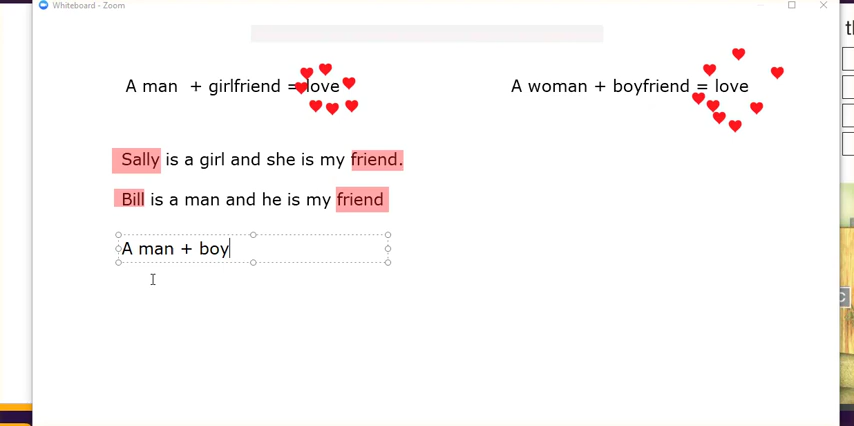 Whiteboard - Zoom
A man + girlfriend = love
A woman + boyfriend = love
Sally is a girl and she is my friend.
Bill is a man and he is my friend
A man + boy